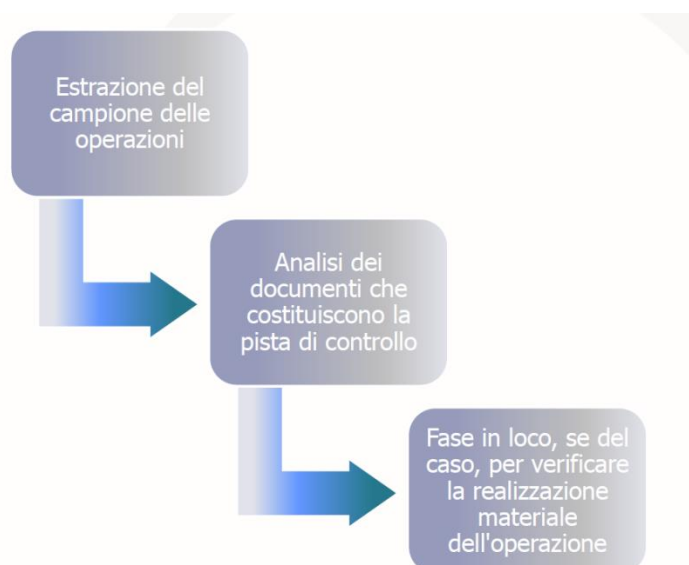 Estrazione del
campione delle
operazioni
Analisi dei
documenti che
costituiscono la
pista di controllo
Fase in loco, se del
caso, per verificare
la realizzazione
materiale
dell'operazione